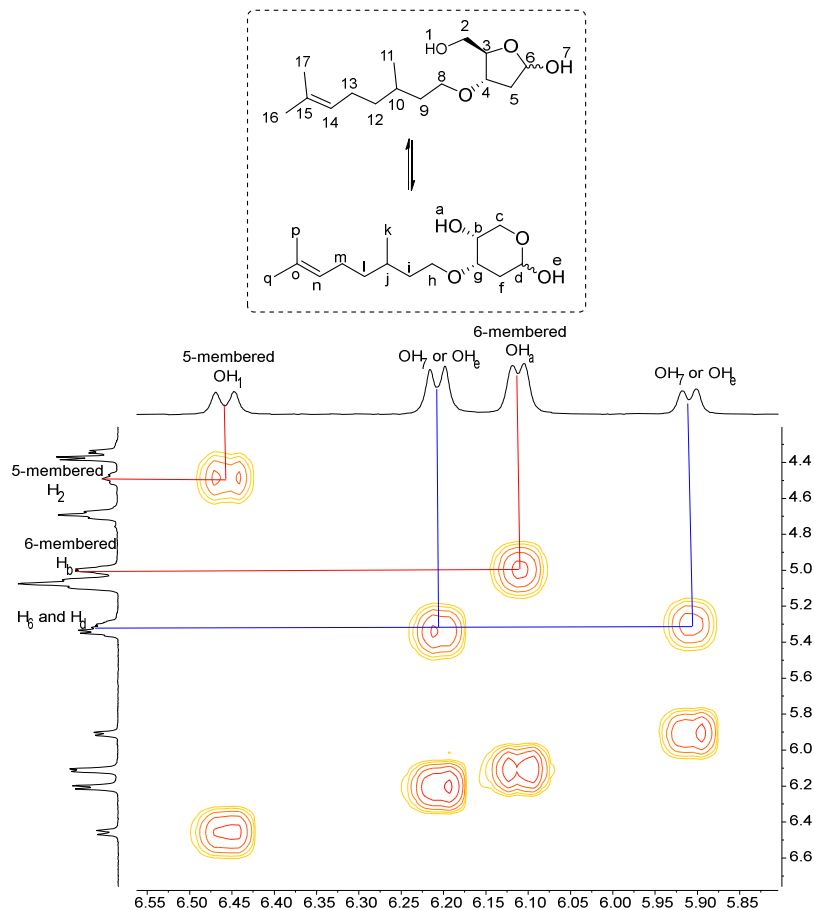 2
1
HO
3
O
6
7
OH
17
11
8
O
4
5
13
10
9
16
15
14
12
a
HO
b
c
O
p
k
e
OH
m
l
i
O
g
d
q
o
n
j
h
f
6-membered
OHa
5-membered
OH1
OH7 or OHe
OH7 or OHe
5-membered
H2
6-membered
Hb
H6 and Hd
4.4
4.6
4.8
5.0
5.2
5.4
5.6
5.8
6.0
6.2
6.4
6.6
6.55 6.50 6.45 6.40 6.35 6.30 6.25 6.20 6.15 6.10 6.05 6.00 5.95 5.90 5.85